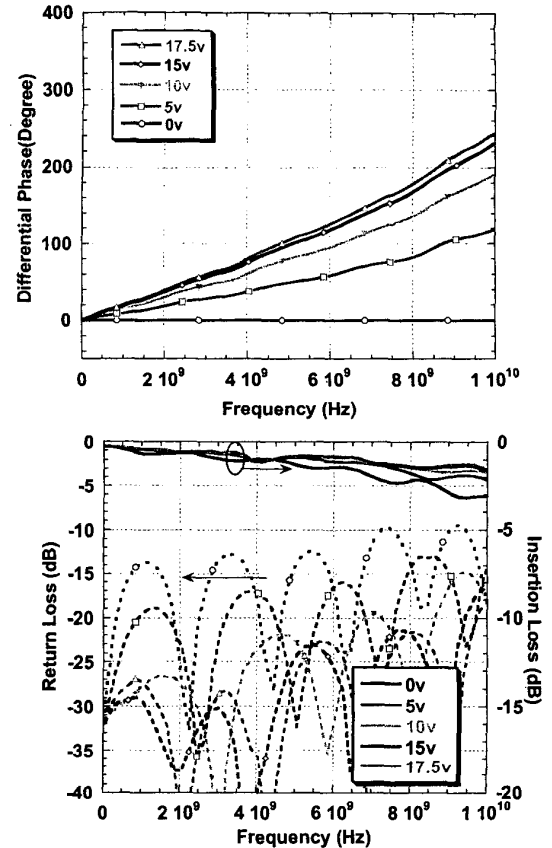 400
300
200
100
0
Differential Phase(Degree)
17.5v
15v
10v
5v
0v
0 2 10⁹ 4 10⁹ 6 10⁹ 8 10⁹ 1 10¹⁰
Frequency (Hz)
0
-5
-10
-15
-20
-25
-30
-35
-40
Return Loss (dB)
0
-5
-10
-15
-20
Insertion Loss (dB)
0v
5v
10v
15v
17.5v
0 0 2 10⁹ 4 10⁹ 6 10⁹ 8 10⁹ 1 10¹⁰
Frequency (Hz)